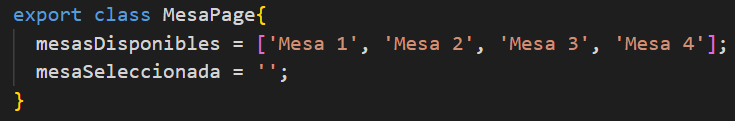 export class MesaPage{
  mesasDisponibles = ['Mesa 1', 'Mesa 2', 'Mesa 3', 'Mesa 4'];
  mesaSeleccionada = '';
}